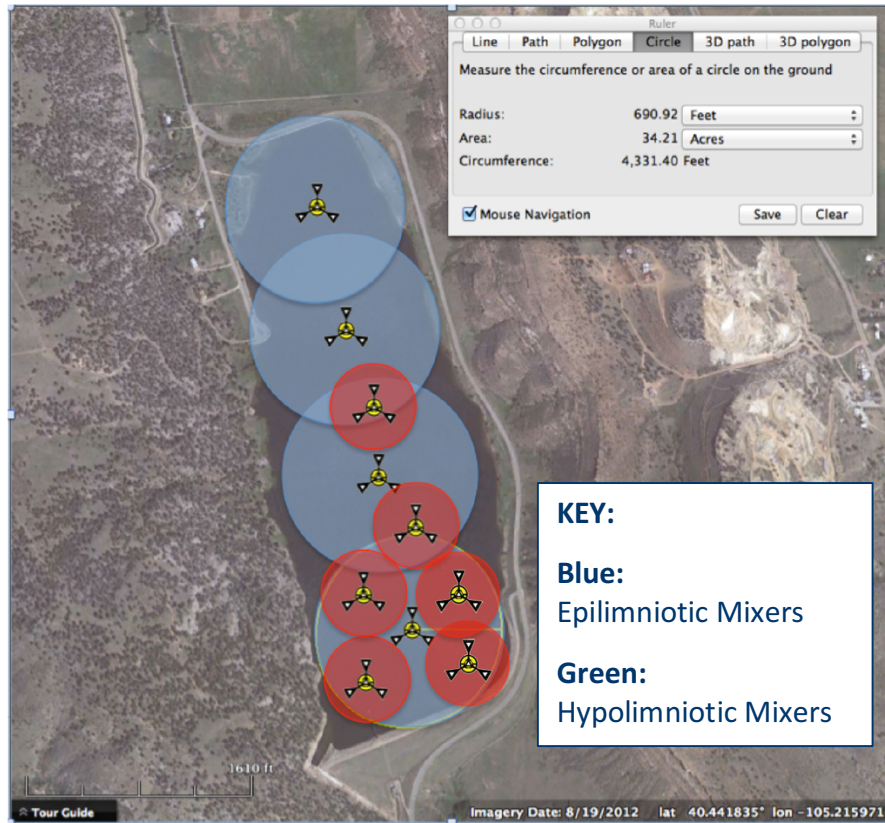 Ruler
Line Path Polygon Circle 3D path 3D polygon
Measure the circumference or area of a circle on the ground
Radius: 690.92 Feet
Area: 34.21 Acres
Circumference: 4,331.40 Feet
Mouse Navigation Save Clear
KEY:
Blue:
Epilimniotic Mixers
Green:
Hypolimniotic Mixers
1610 ft
Tour Guide
Imagery Date: 8/19/2012 lat 40.441835° lon -105.215971